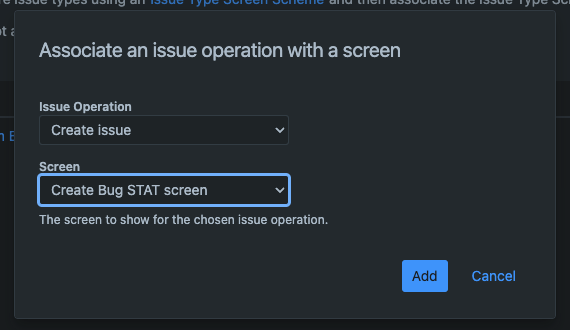 re issue types using an Issue Type Screen Scheme and then associate the Issue Type Sc
ot a
Associate an issue operation with a screen
Issue Operation
Create issue
Screen
Create Bug STAT screen
The screen to show for the chosen issue operation.
Add Cancel